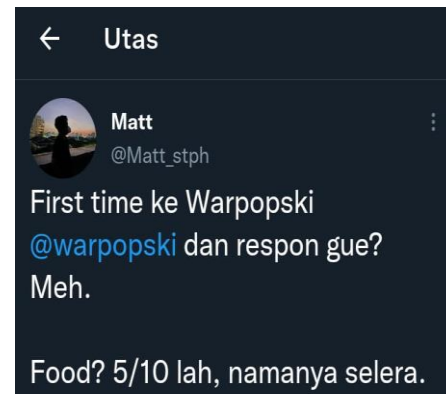 Utas
Matt
@Matt_stph
First time ke Warpopski
@warpopski dan respon gue?
Meh.
Food? 5/10 lah, namanya selera.